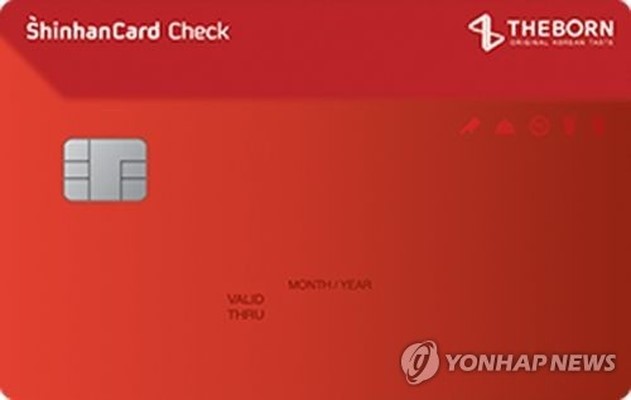 ShinhanCard Check
THEBORN
ORIGINAL KOREAN TASTE
MONTH / YEAR
VALID
THRU
YONHAP NEWS